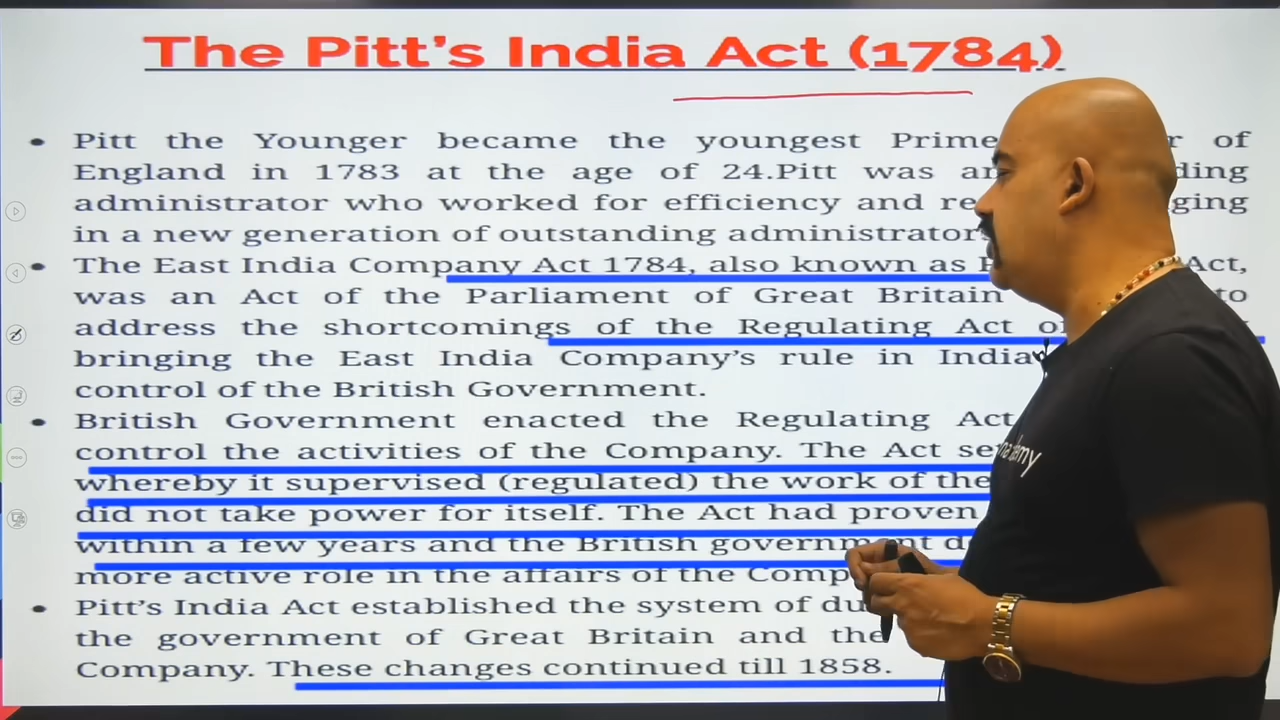 The Pitt's India Act (1784)
• Pitt the Younger became the youngest Prime of
England in 1783 at the age of 24.Pitt was
administrator who worked for efficiency and
in a new generation of outstanding
• The East India Company Act 1784, also known as Act,
was an Act of the Parliament of Great Britain to
address the shortcomings of the Regulating Act
bringing the East India Company's rule in India
control of the British Government.
• British Government enacted the Regulating Act
control the activities of the Company. The Act
whereby it supervised (regulated) the work of the
did not take power for itself. The Act had proven
within a few years and the British
more active role in the affairs of the
• Pitt's India Act established the system of
the government of Great Britain and the
Company. These changes continued till 1858.